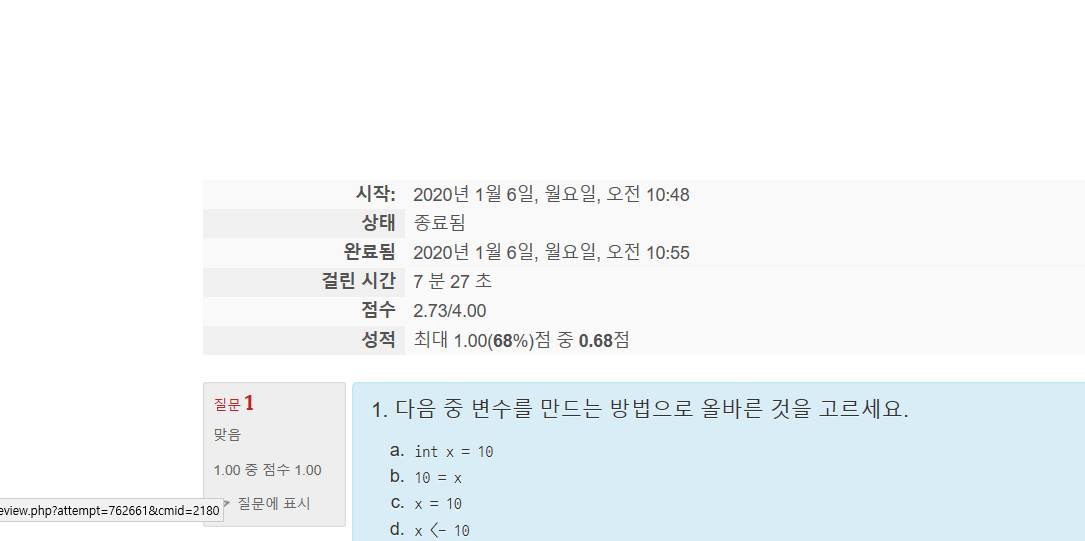 시작: 2020년 1월 6일, 월요일, 오전 10:48
상태 종료됨
완료됨 2020년 1월 6일, 월요일, 오전 10:55
걸린 시간 7 분 27 초
점수 2.73/4.00
성적 최대 1.00(68%)점 중 0.68점
질문 1
맞음
1.00 중 점수 1.00
질문에 표시
eview.php?attempt=762661&cmid=2180
1. 다음 중 변수를 만드는 방법으로 올바른 것을 고르세요.
a. int x = 10
b. 10 = x
c. x = 10
d. x <- 10